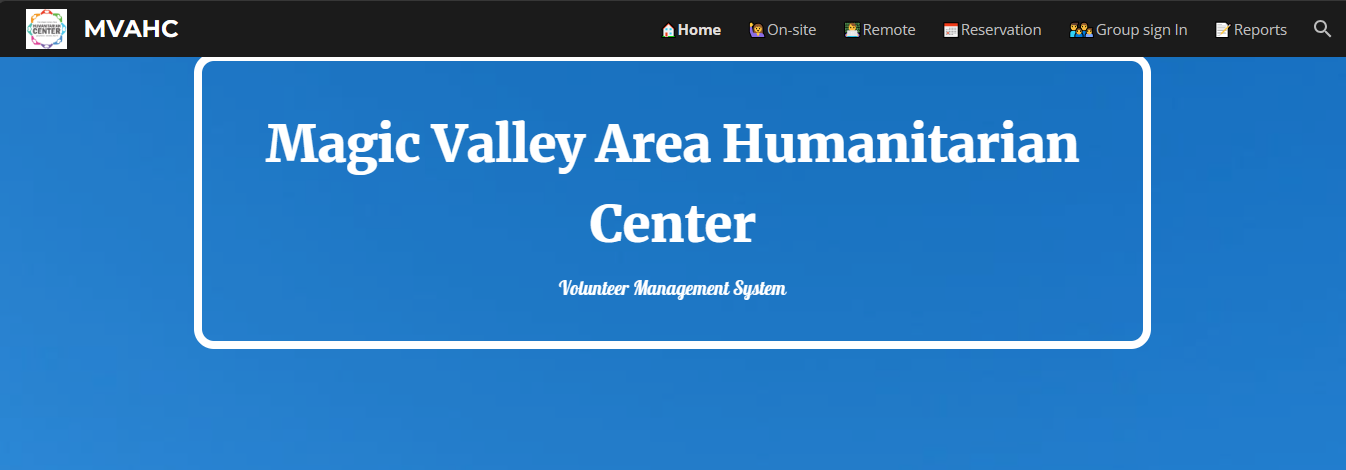 HUMANITARIAN
CENTER
MVAHC
Home
On-site
Remote
Reservation
Group sign In
Reports
Magic Valley Area Humanitarian
Center
Volunteer Management System